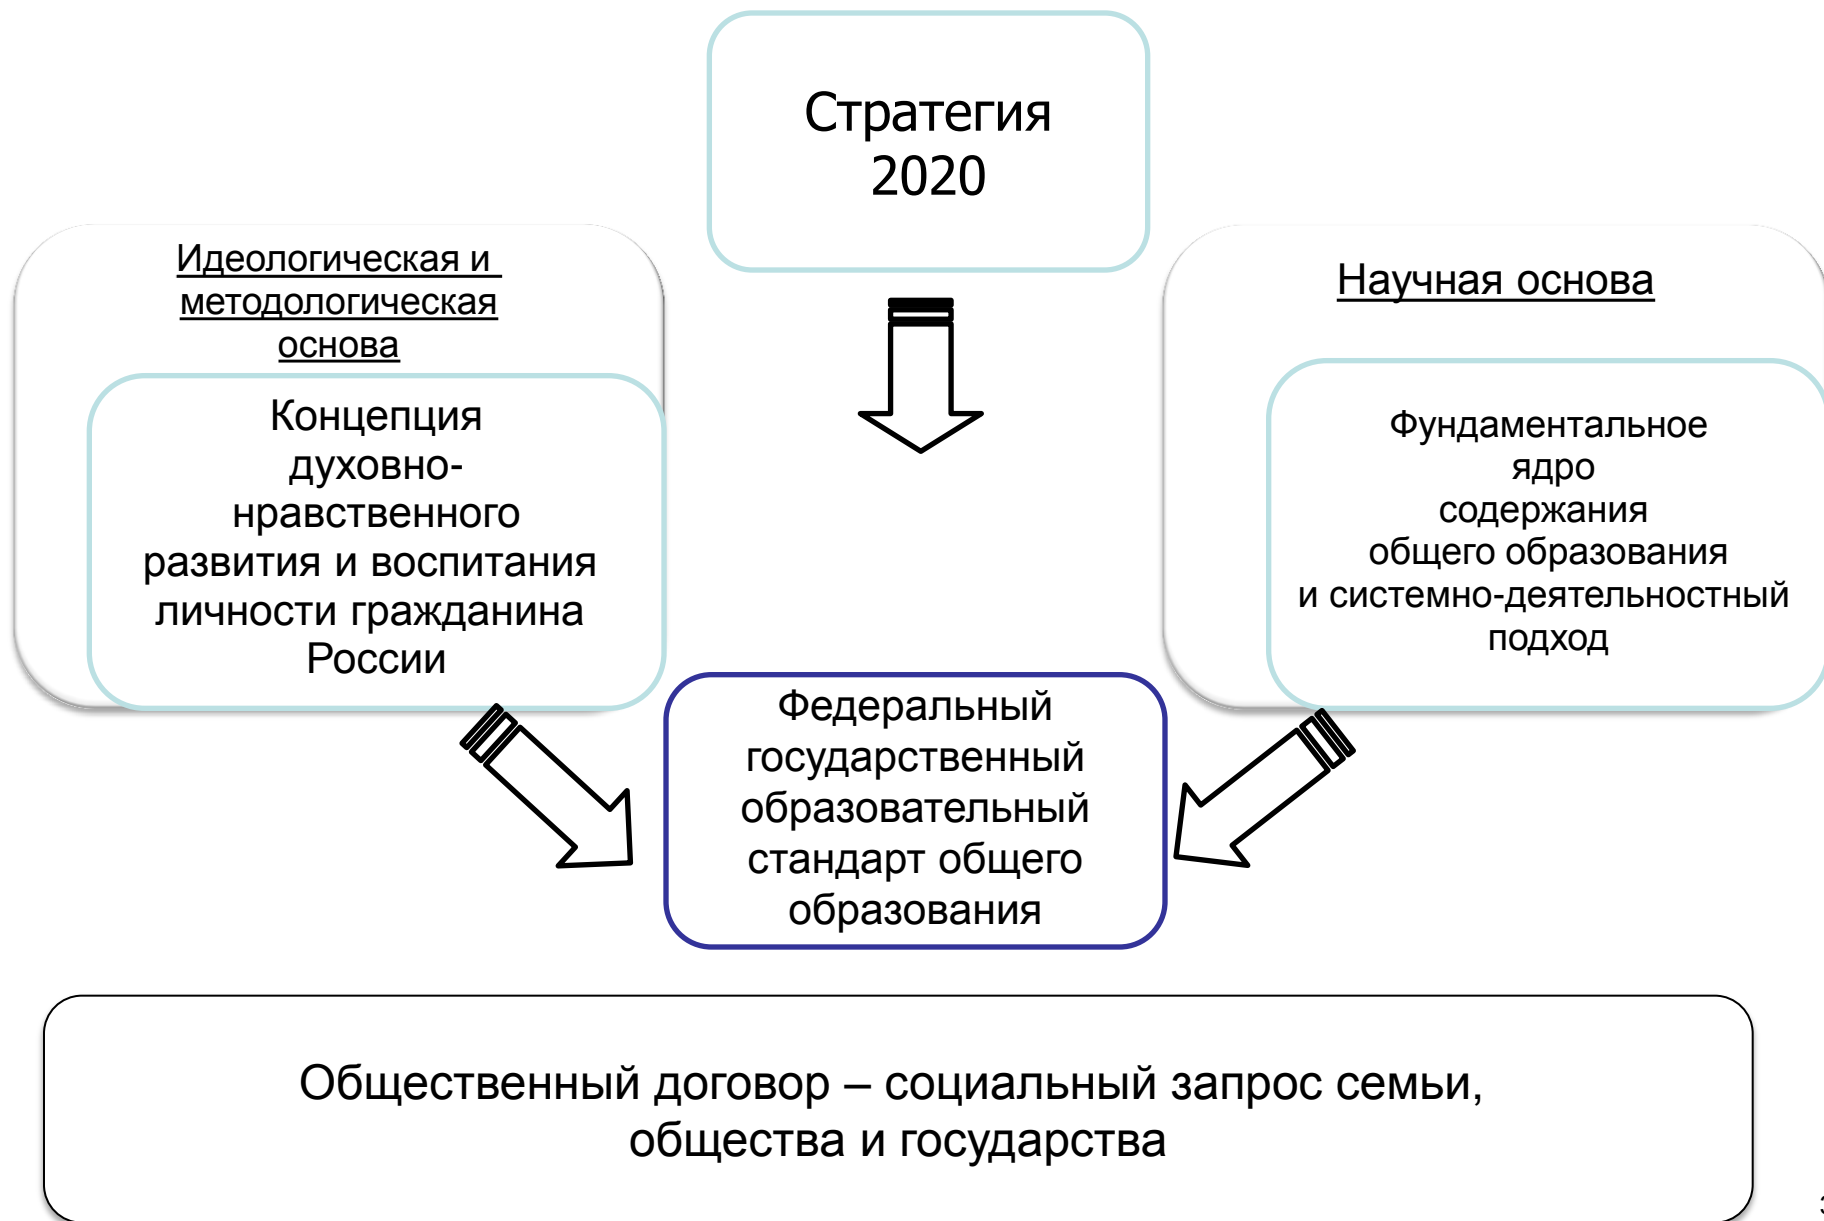 Стратегия
2020
Идеологическая и
методологическая
основа
Концепция
духовно-
нравственного
развития и воспитания
личности гражданина
России
Научная основа
Фундаментальное
ядро
содержания
общего образования
и системно-деятельностный
подход
Федеральный
государственный
образовательный
стандарт общего
образования
Общественный договор – социальный запрос семьи,
общества и государства